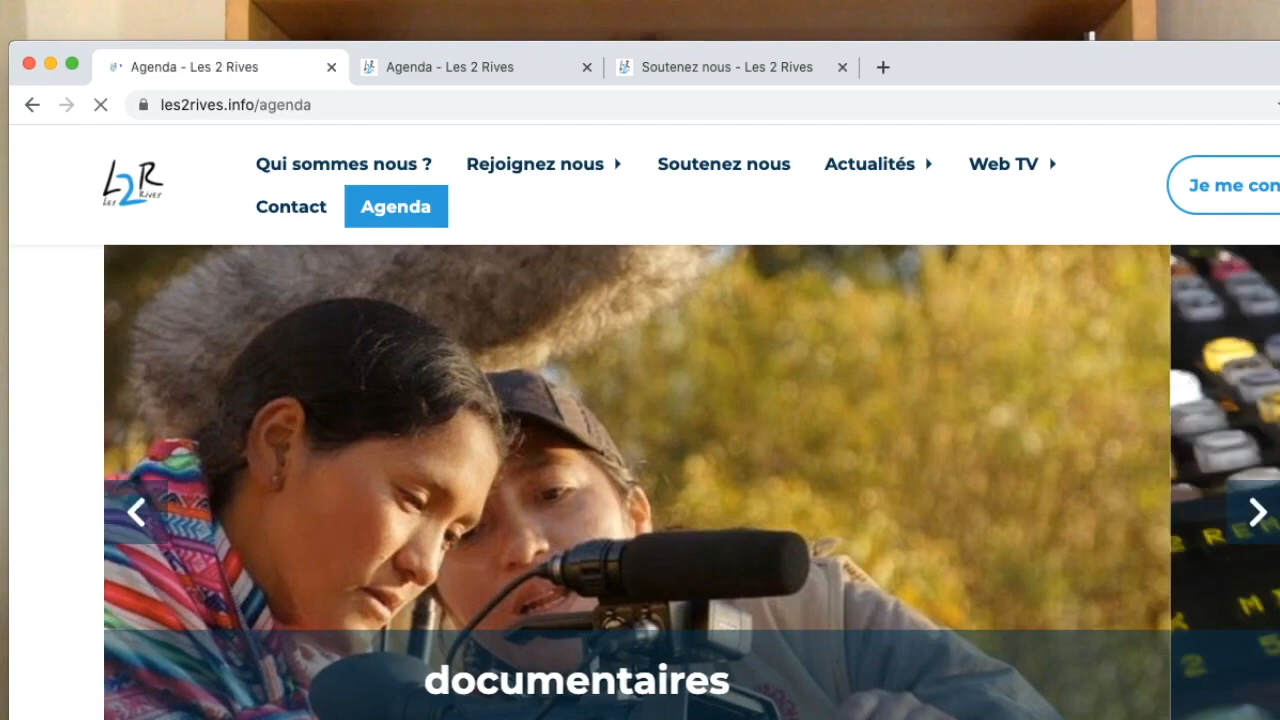 Agenda - Les 2 Rives
Agenda - Les 2 Rives
Soutenez nous - Les 2 Rives
les2rives.info/agenda
L2R
Les Rives
Qui sommes nous ?
Rejoignez nous
Soutenez nous
Actualités
Web TV
Contact
Agenda
Je me con
documentaires